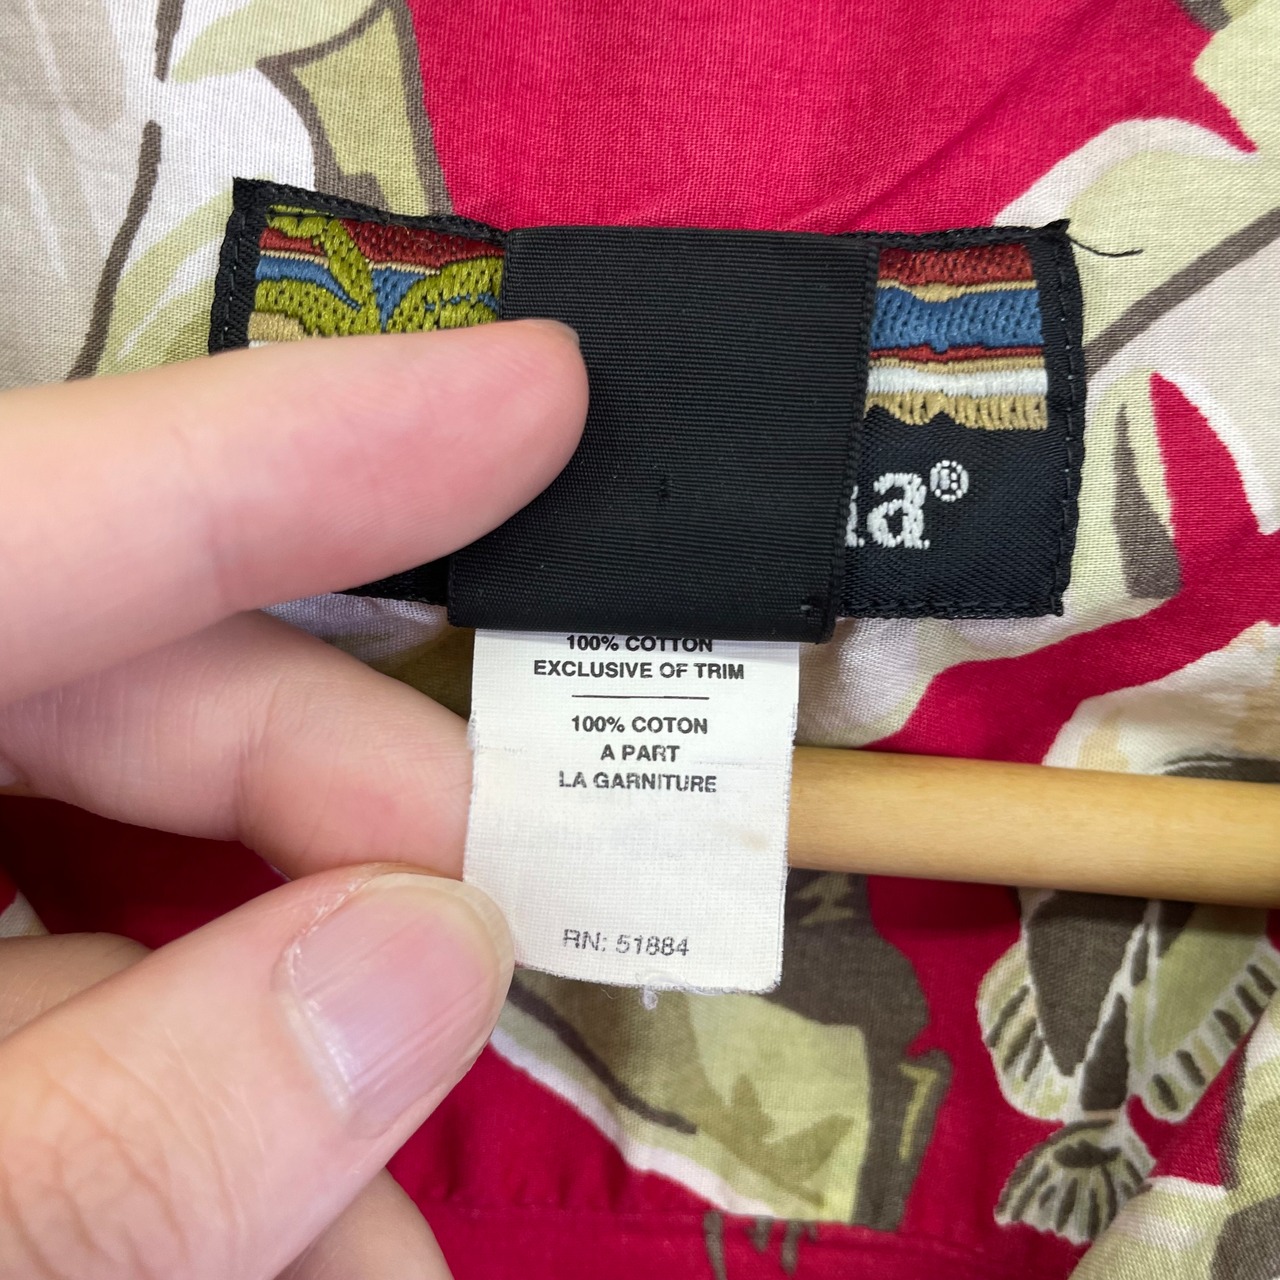 a®
100% COTTON
EXCLUSIVE OF TRIM
100% COTON
A PART
LA GARNITURE
RN: 51884